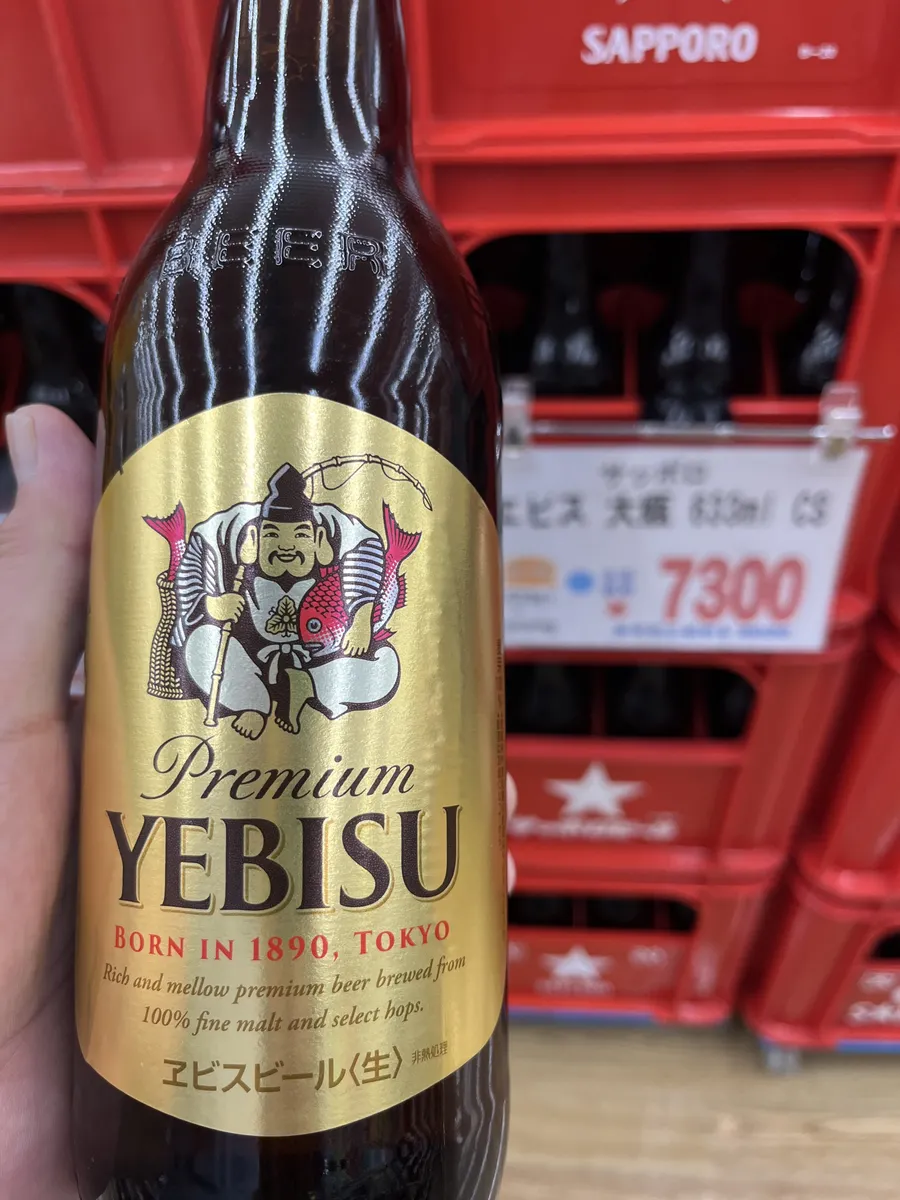 SAPPORO
BEER
サッポロ
ヱビス 大瓶 633ml CS
7300
Premium
YEBISU
BORN IN 1890, TOKYO
Rich and mellow premium beer brewed from
100% fine malt and select hops.
ヱビスビール〈生〉 非熱処理